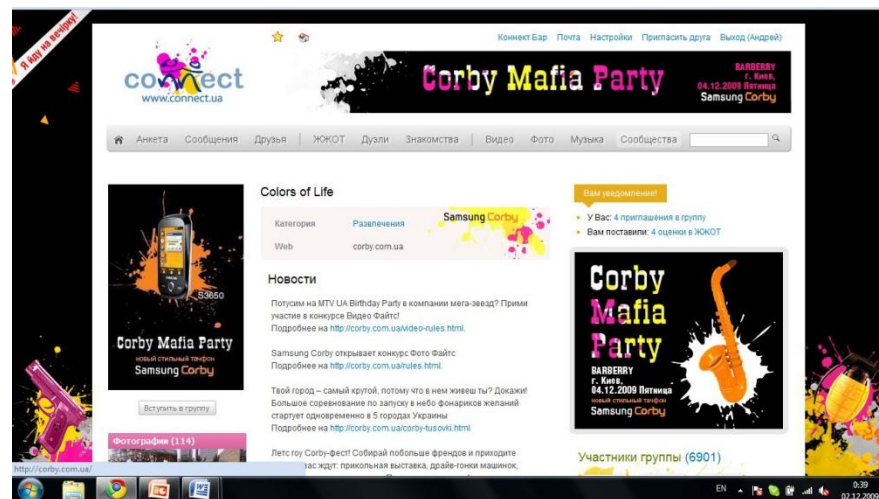 Я йду на вечірку!
connect
www.connect.ua
Коннект.Бар Почта Настройки Пригласить друга Выход (Андрей)
Corby Mafia Party
BARBERRY
г. Киев,
04.12.2009 Пятница
Samsung Corby
Анкета Сообщения Друзья ЖЖОТ Дуэли Знакомства Видео Фото Музыка Сообщества
S3650
Corby Mafia Party
новый стильный тачфон
Samsung Corby
Вступить в группу
Фотографии (114)
Colors of Life
Категория Развлечения
Web corby.com.ua
Samsung Corby
Новости
Потусим на MTV UA Birthday Party в компании мега-звезд? Прими
участие в конкурсе Видео Файтс!
Подробнее на http://corby.com.ua/video-rules.html.
Samsung Corby открывает конкурс Фото Файтс
Подробнее на http://corby.com.ua/rules.html.
Твой город – самый крутой, потому что в нем живеш ты? Докажи!
Большое соревнование по запуску в небо фонариков желаний
стартует одновременно в 5 городах Украины
Подробнее на http://corby.com.ua/corby-tusovki.html
Летс гоу Corby-фест! Собирай побольше френдов и приходите
вас ждут: прикольная выставка, драйв-гонки машинок,
Вам уведомление!
У Вас: 4 приглашения в группу
Вам поставили: 4 оценки в ЖЖОТ
Corby
Mafia
Party
BARBERRY
г. Киев,
04.12.2009 Пятница
новый стильный тачфон
Samsung Corby
Участники группы (6901)
http://corby.com.ua/
EN
0:39
02.12.2009